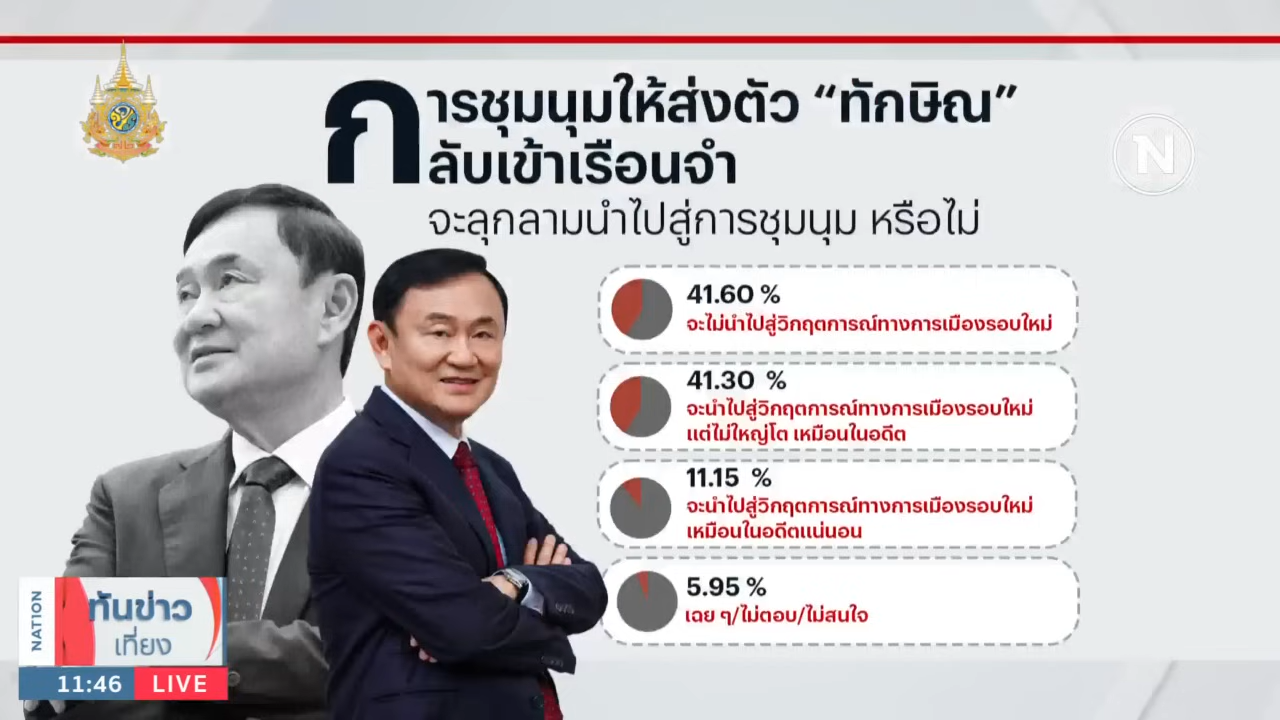 การชุมนุมให้ส่งตัว “ทักษิณ”
กลับเข้าเรือนจำ
จะลุกลามนำไปสู่การชุมนุม หรือไม่
N
41.60 %
จะไม่นำไปสู่วิกฤตการณ์ทางการเมืองรอบใหม่
41.30 %
จะนำไปสู่วิกฤตการณ์ทางการเมืองรอบใหม่
แต่ไม่ใหญ่โต เหมือนในอดีต
11.15 %
จะนำไปสู่วิกฤตการณ์ทางการเมืองรอบใหม่
เหมือนในอดีตแน่นอน
5.95 %
เฉย ๆ/ไม่ตอบ/ไม่สนใจ
NATION
ทันข่าว
เที่ยง
11:46 LIVE